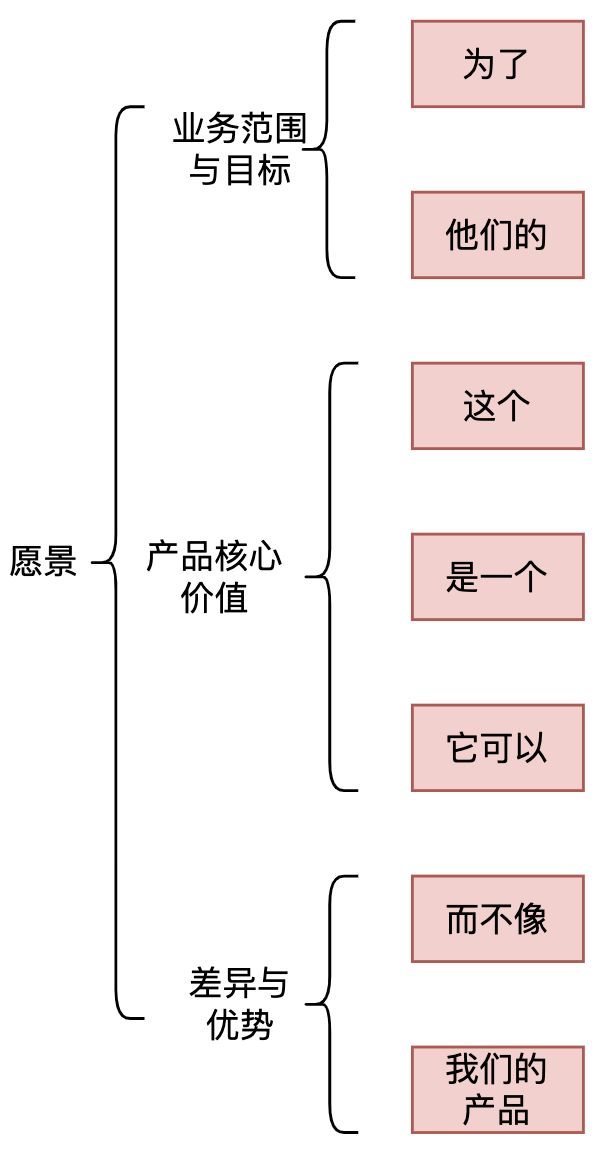 愿景
业务范围
与目标
为了
他们的
产品核心
价值
这个
是一个
它可以
差异与
优势
而不像
我们的
产品